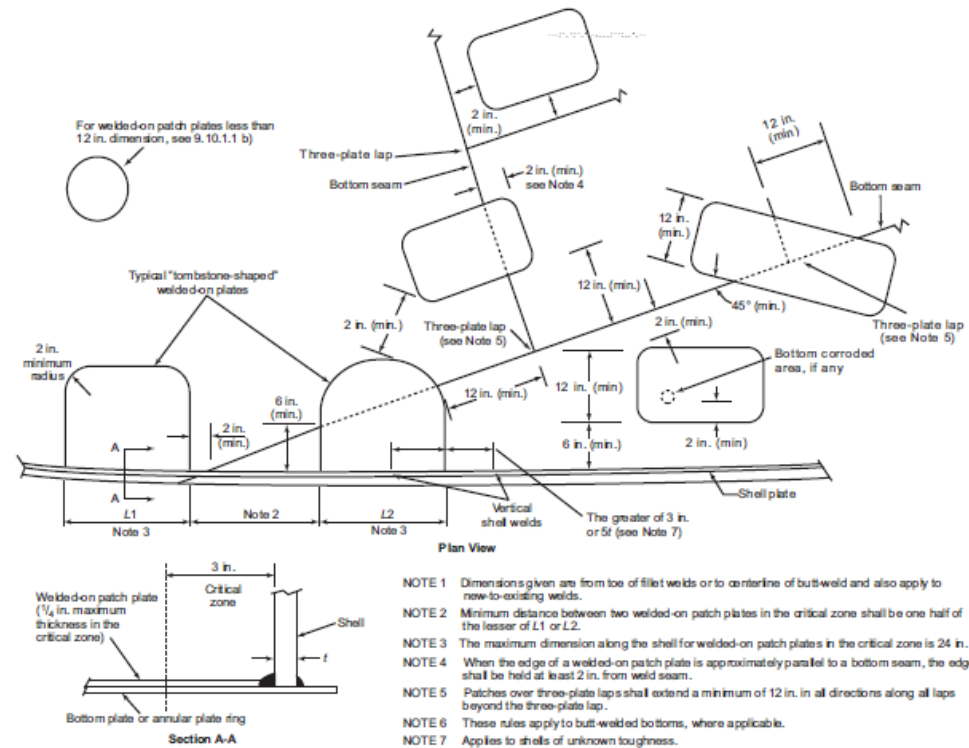 2 in.
(min.)
12 in.
(min)
For welded-on patch plates less than
12 in. dimension, see 9.10.1.1 b)
Three-plate lap
Bottom seam
2 in. (min.)
see Note 4
Bottom seam
12 in.
(min.)
Typical "tombstone-shaped"
welded-on plates
12 in. (min.)
45° (min.)
2 in. (min.)
Three-plate lap
(see Note 5)
2 in. (min.)
Three-plate lap
(see Note 5)
2 in.
minimum
radius
Bottom corroded
area, if any
6 in.
(min.)
12 in. (min.)
12 in.
(min.)
A
2 in.
(min.)
6 in.
(min.)
2 in. (min)
A
Shell plate
L1
Note 2
L2
Vertical
shell welds
Note 3
Note 3
The greater of 3 in.
or 5t (see Note 7)
Plan View
3 in.
Critical
zone
Welded-on patch plate
(1/4 in. maximum
thickness in the
critical zone)
Shell
t
Bottom plate or annular plate ring
Section A-A
NOTE 1 Dimensions given are from toe of fillet welds or to centerline of butt-weld and also apply to
new-to-existing welds.
NOTE 2 Minimum distance between two welded-on patch plates in the critical zone shall be one half of
the lesser of L1 or L2.
NOTE 3 The maximum dimension along the shell for welded-on patch plates in the critical zone is 24 in.
NOTE 4 When the edge of a welded-on patch plate is approximately parallel to a bottom seam, the edge
shall be held at least 2 in. from weld seam.
NOTE 5 Patches over three-plate laps shall extend a minimum of 12 in. in all directions along all laps
beyond the three-plate lap.
NOTE 6 These rules apply to butt-welded bottoms, where applicable.
NOTE 7 Applies to shells of unknown toughness.